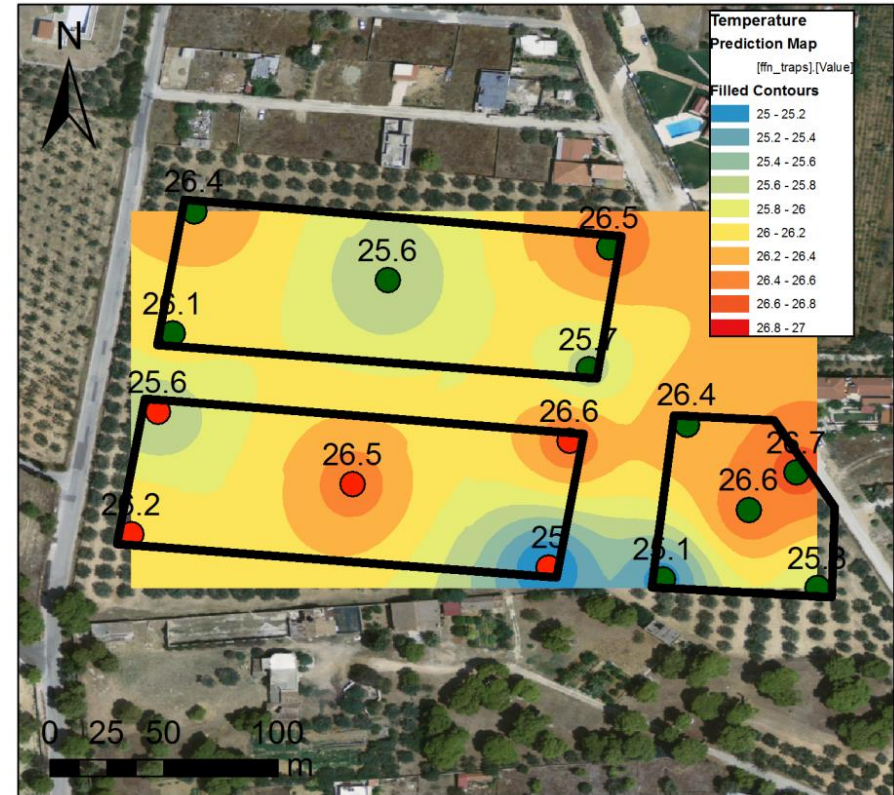 N
Temperature
Prediction Map
[ffn_traps].[Value]
Filled Contours
25 - 25.2
25.2 - 25.4
25.4 - 25.6
25.6 - 25.8
25.8 - 26
26 - 26.2
26.2 - 26.4
26.4 - 26.6
26.6 - 26.8
26.8 - 27
26.4
26.5
25.6
26.1
25.7
25.6
26.6
26.4
26.5
26.7
26.6
26.2
25
25.1
25.8
0 25 50 100
m